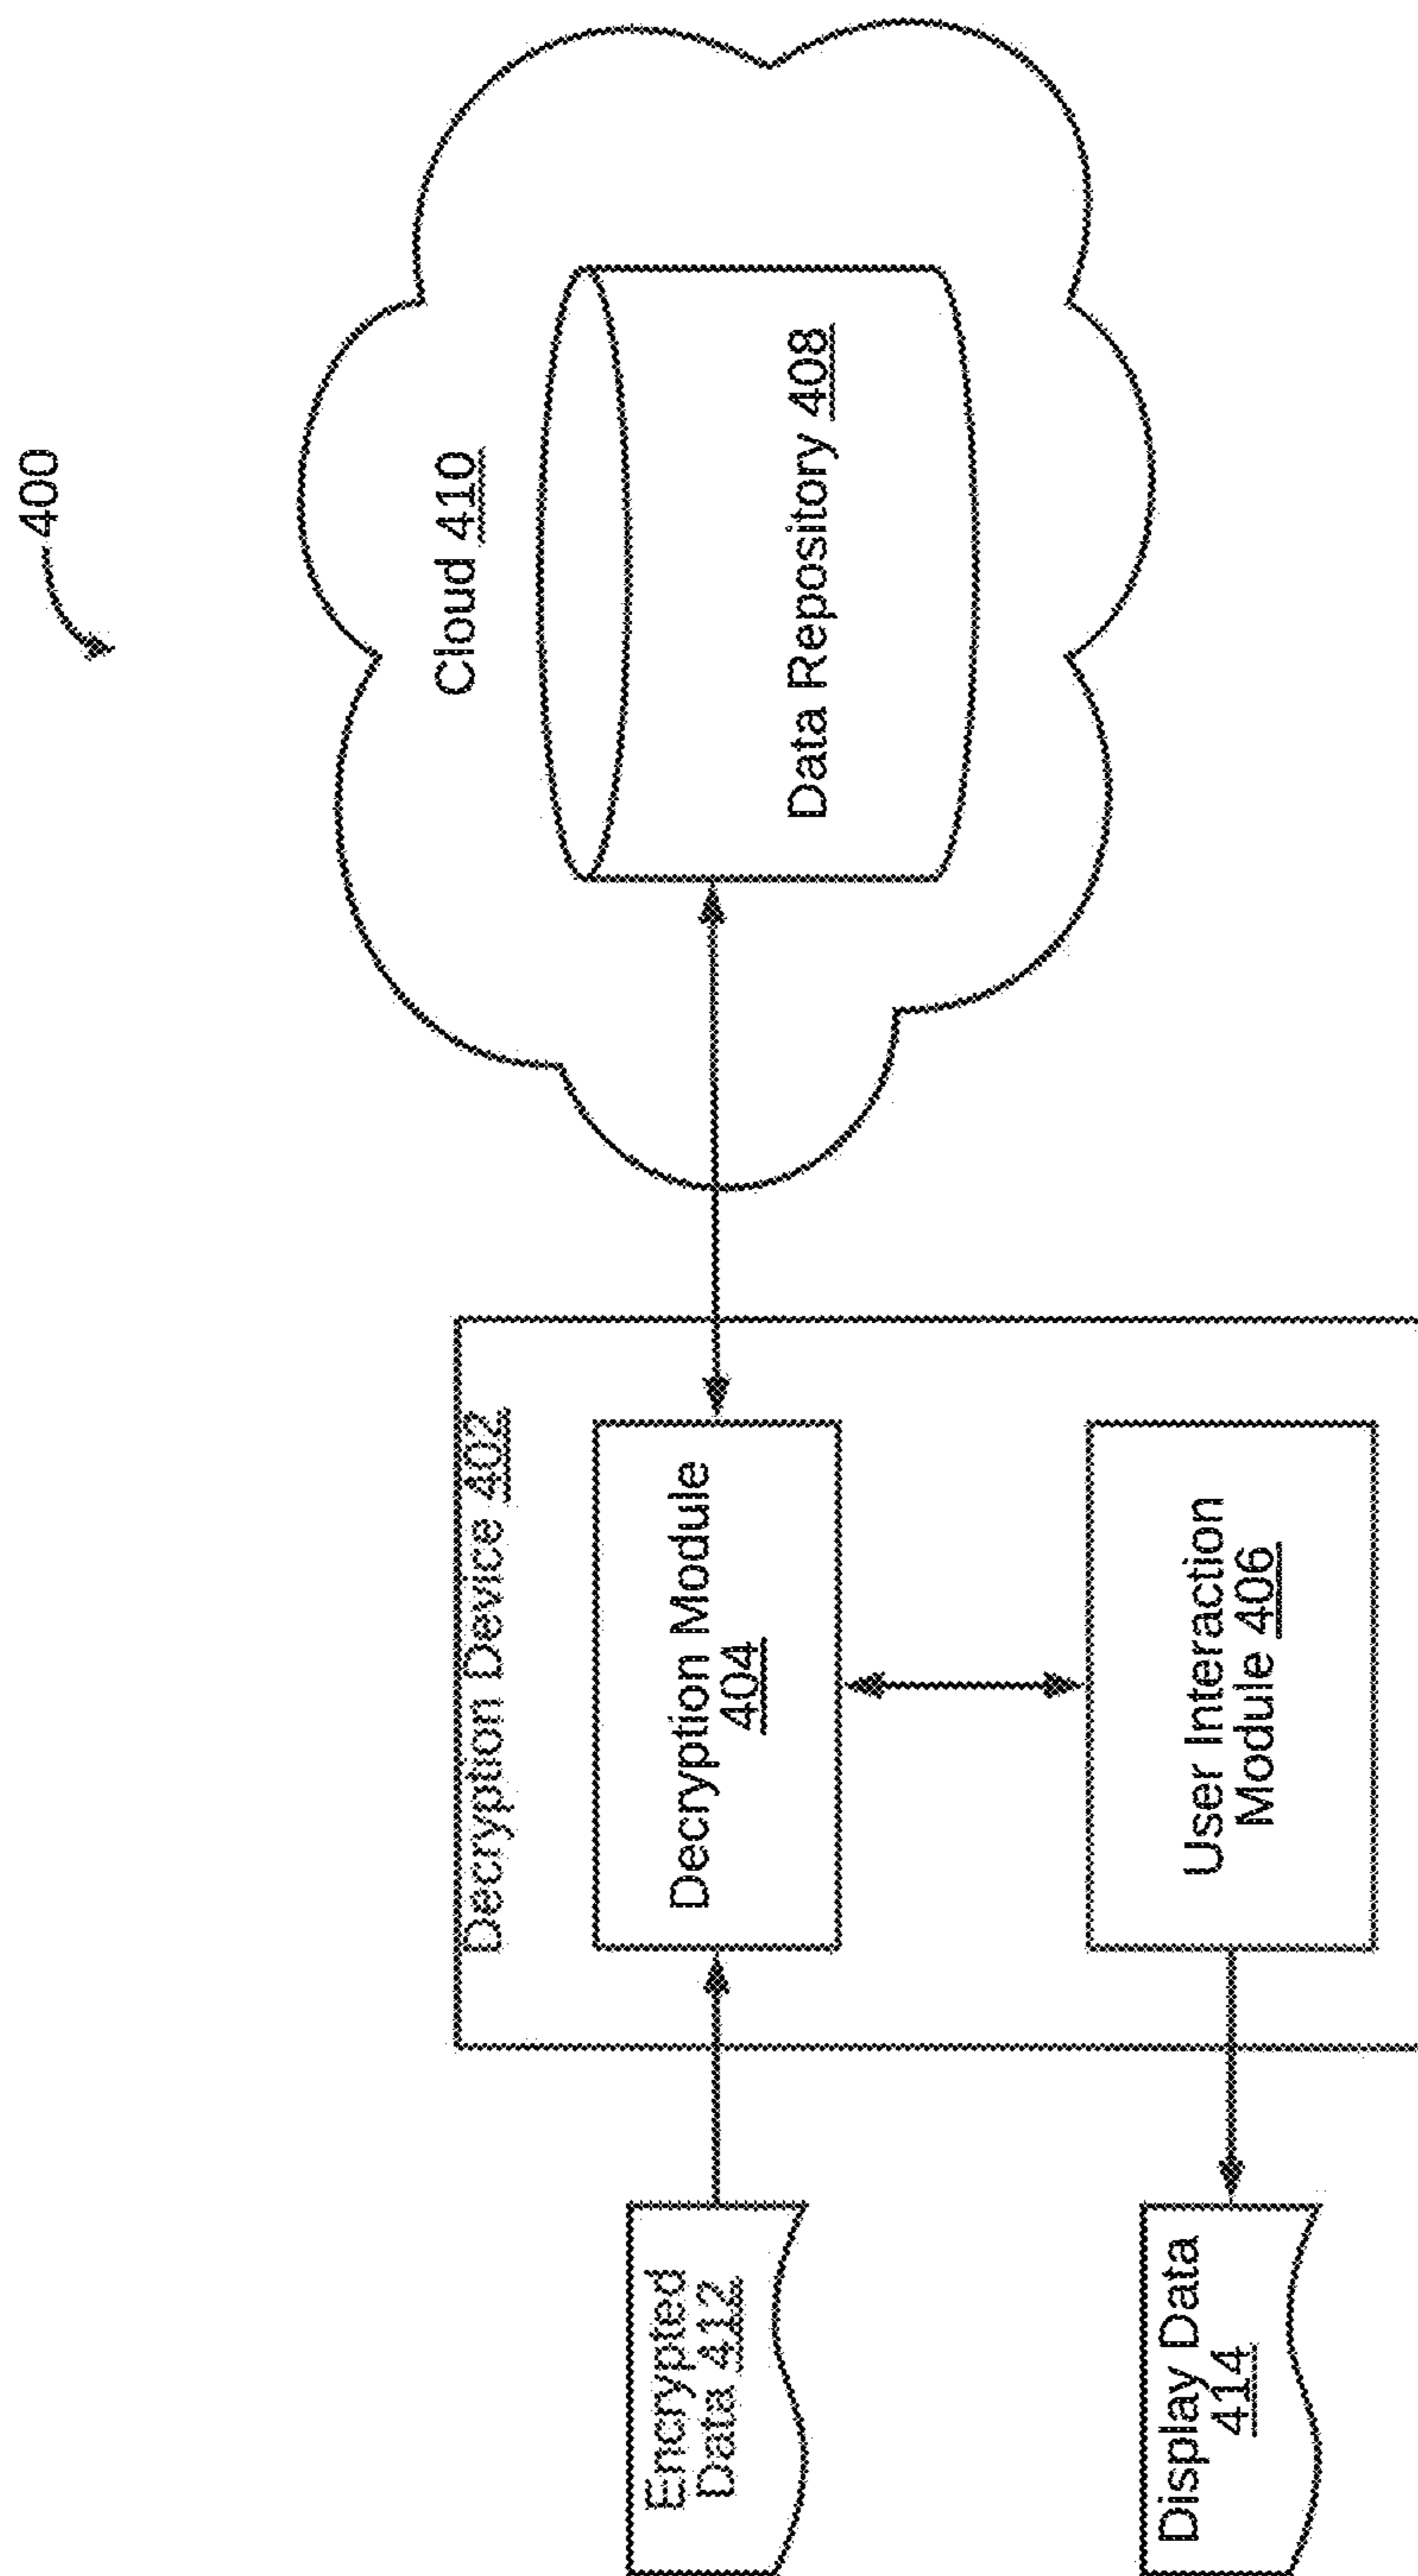 400
Cloud 410
Data Repository 408
Decryption Device 402
Decryption Module
404
User Interaction
Module 406
Encrypted
Data 412
Display Data
414